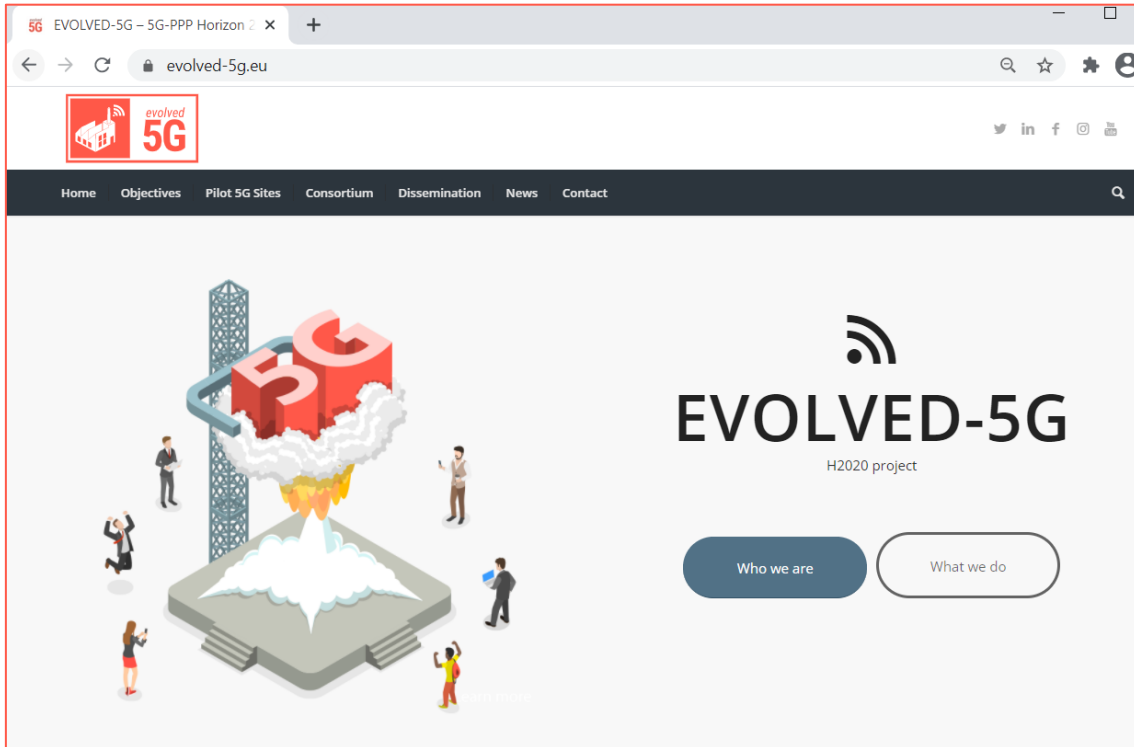 EVOLVED-5G – 5G-PPP Horizon 2
evolved-5g.eu
evolved
5G
Home Objectives Pilot 5G Sites Consortium Dissemination News Contact
5G
EVOLVED-5G
H2020 project
Who we are What we do